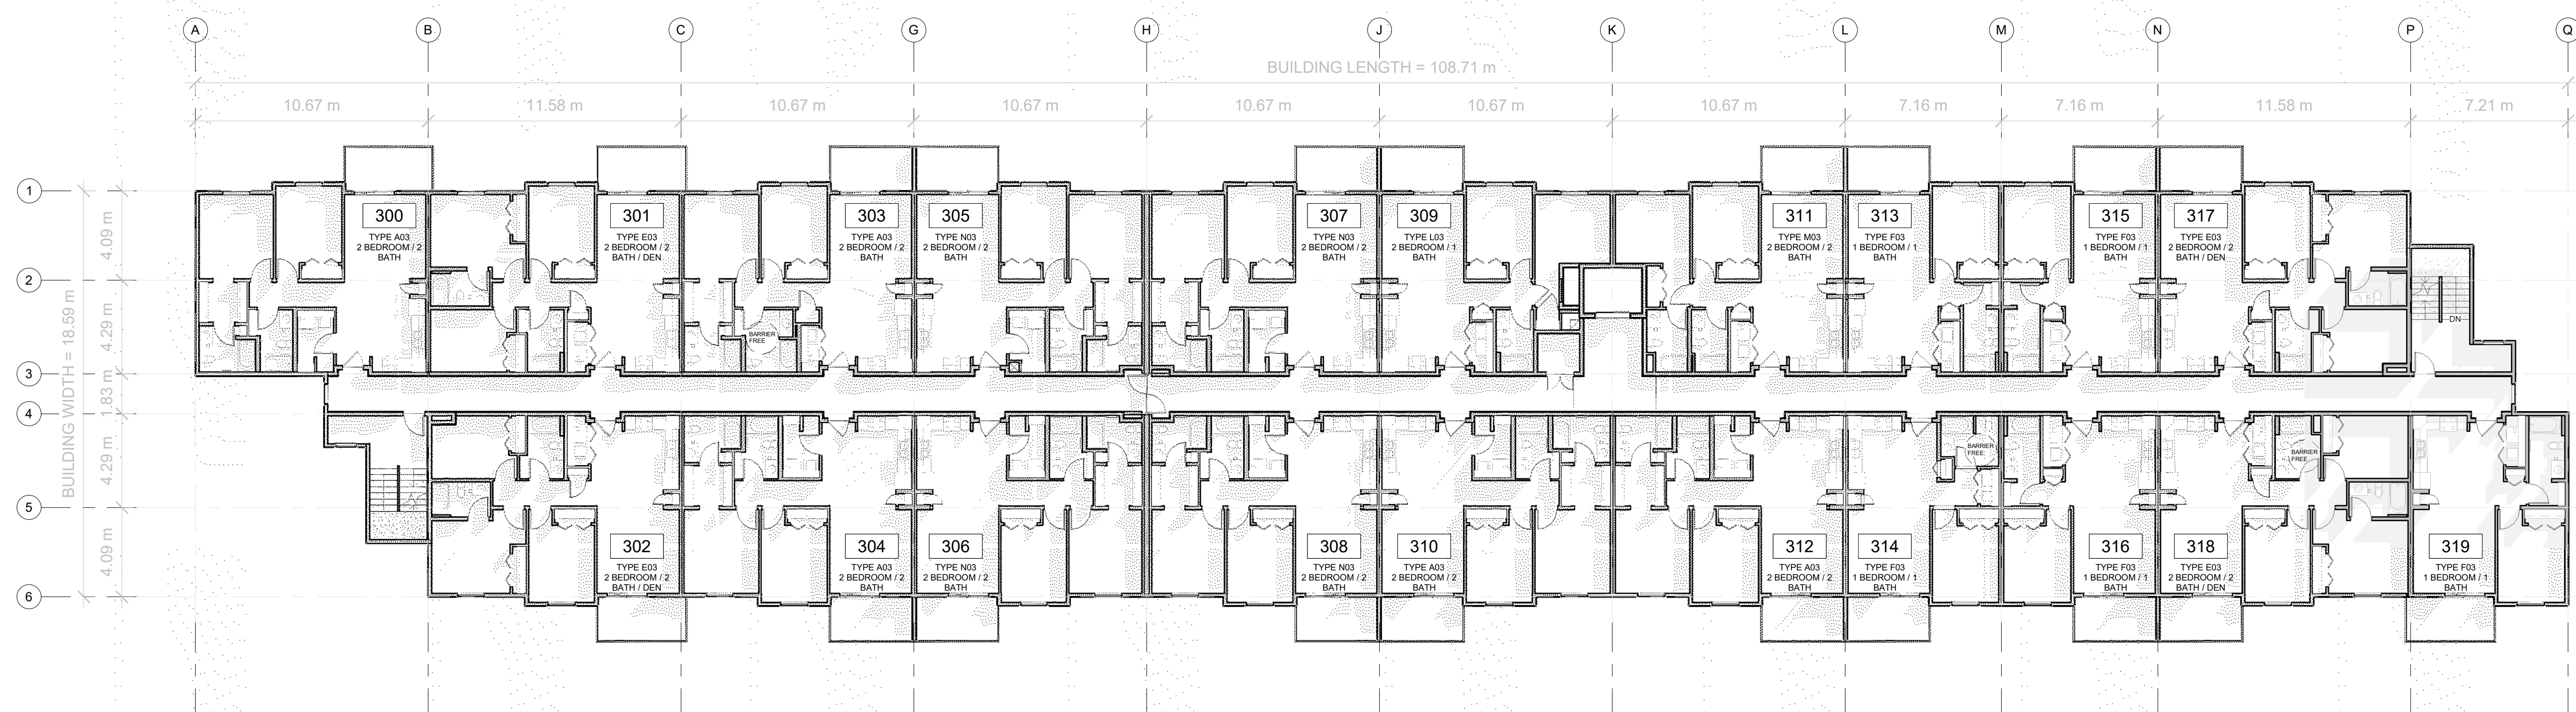 A B C G H J K L M N P Q
BUILDING LENGTH = 108.71 m
10.67 m 11.58 m 10.67 m 10.67 m 10.67 m 10.67 m 10.67 m 7.16 m 7.16 m 11.58 m 7.21 m
1
2
3
4
5
6
BUILDING WIDTH = 18.59 m
4.09 m
4.29 m
1.83 m
4.29 m
4.09 m
300
TYPE A03
2 BEDROOM / 2
BATH
301
TYPE E03
2 BEDROOM / 2
BATH / DEN
303
TYPE A03
2 BEDROOM / 2
BATH
305
TYPE N03
2 BEDROOM / 2
BATH
307
TYPE N03
2 BEDROOM / 2
BATH
309
TYPE L03
2 BEDROOM / 1
BATH
311
TYPE M03
2 BEDROOM / 2
BATH
313
TYPE F03
1 BEDROOM / 1
BATH
315
TYPE F03
1 BEDROOM / 1
BATH
317
TYPE E03
2 BEDROOM / 2
BATH / DEN
BARRIER
FREE
DN
BARRIER
FREE
BARRIER
FREE
302
TYPE E03
2 BEDROOM / 2
BATH / DEN
304
TYPE A03
2 BEDROOM / 2
BATH
306
TYPE N03
2 BEDROOM / 2
BATH
308
TYPE N03
2 BEDROOM / 2
BATH
310
TYPE A03
2 BEDROOM / 2
BATH
312
TYPE A03
2 BEDROOM / 2
BATH
314
TYPE F03
1 BEDROOM / 1
BATH
316
TYPE F03
1 BEDROOM / 1
BATH
318
TYPE E03
2 BEDROOM / 2
BATH / DEN
319
TYPE F03
1 BEDROOM / 1
BATH